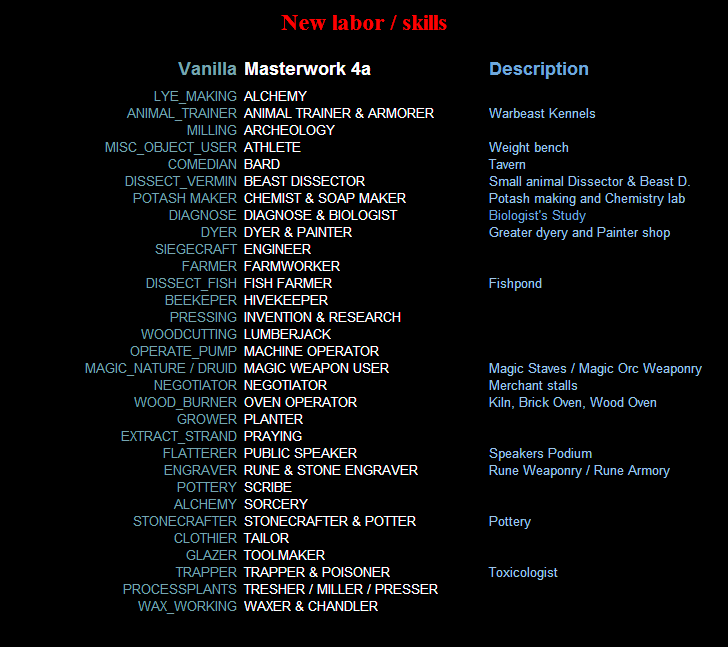 New labor / skills
Vanilla Masterwork 4a Description
LYE_MAKING ALCHEMY
ANIMAL_TRAINER ANIMAL TRAINER & ARMORER Warbeast Kennels
MILLING ARCHEOLOGY
MISC_OBJECT_USER ATHLETE Weight bench
COMEDIAN BARD Tavern
DISSECT_VERMIN BEAST DISSECTOR Small animal Dissector & Beast D.
POTASH MAKER CHEMIST & SOAP MAKER Potash making and Chemistry lab
DIAGNOSE DIAGNOSE & BIOLOGIST Biologist's Study
DYER DYER & PAINTER Greater dyery and Painter shop
SIEGECRAFT ENGINEER
FARMER FARMWORKER
DISSECT_FISH FISH FARMER Fishpond
BEEKEPER HIVEKEEPER
PRESSING INVENTION & RESEARCH
WOODCUTTING LUMBERJACK
OPERATE_PUMP MACHINE OPERATOR
MAGIC_NATURE / DRUID MAGIC WEAPON USER Magic Staves / Magic Orc Weaponry
NEGOTIATOR NEGOTIATOR Merchant stalls
WOOD_BURNER OVEN OPERATOR Kiln, Brick Oven, Wood Oven
GROWER PLANTER
EXTRACT_STRAND PRAYING
FLATTERER PUBLIC SPEAKER Speakers Podium
ENGRAVER RUNE & STONE ENGRAVER Rune Weaponry / Rune Armory
POTTERY SCRIBE
ALCHEMY SORCERY
STONECRAFTER STONECRAFTER & POTTER Pottery
CLOTHIER TAILOR
GLAZER TOOLMAKER
TRAPPER TRAPPER & POISONER Toxicologist
PROCESSPLANTS TRESHER / MILLER / PRESSER
WAX_WORKING WAXER & CHANDLER